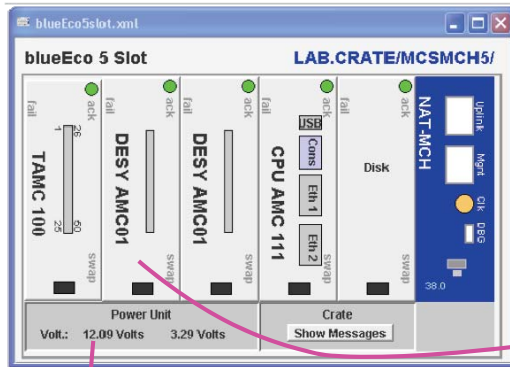 blueEco5slot.xml
blueEco 5 Slot
LAB.CRATE/MCSMCH5/
fail
ack
1
26
TAMC 100
25
50
swap
fail
ack
DESY AMC01
swap
fail
ack
DESY AMC01
swap
fail
ack
USB
Cons
Eth 1
Eth 2
CPU AMC 111
swap
fail
ack
Disk
swap
NAT-MCH
Uplink
Mgnt
Clk
DBG
38.0
Power Unit
Volt.: 12.09 Volts 3.29 Volts
Crate
Show Messages